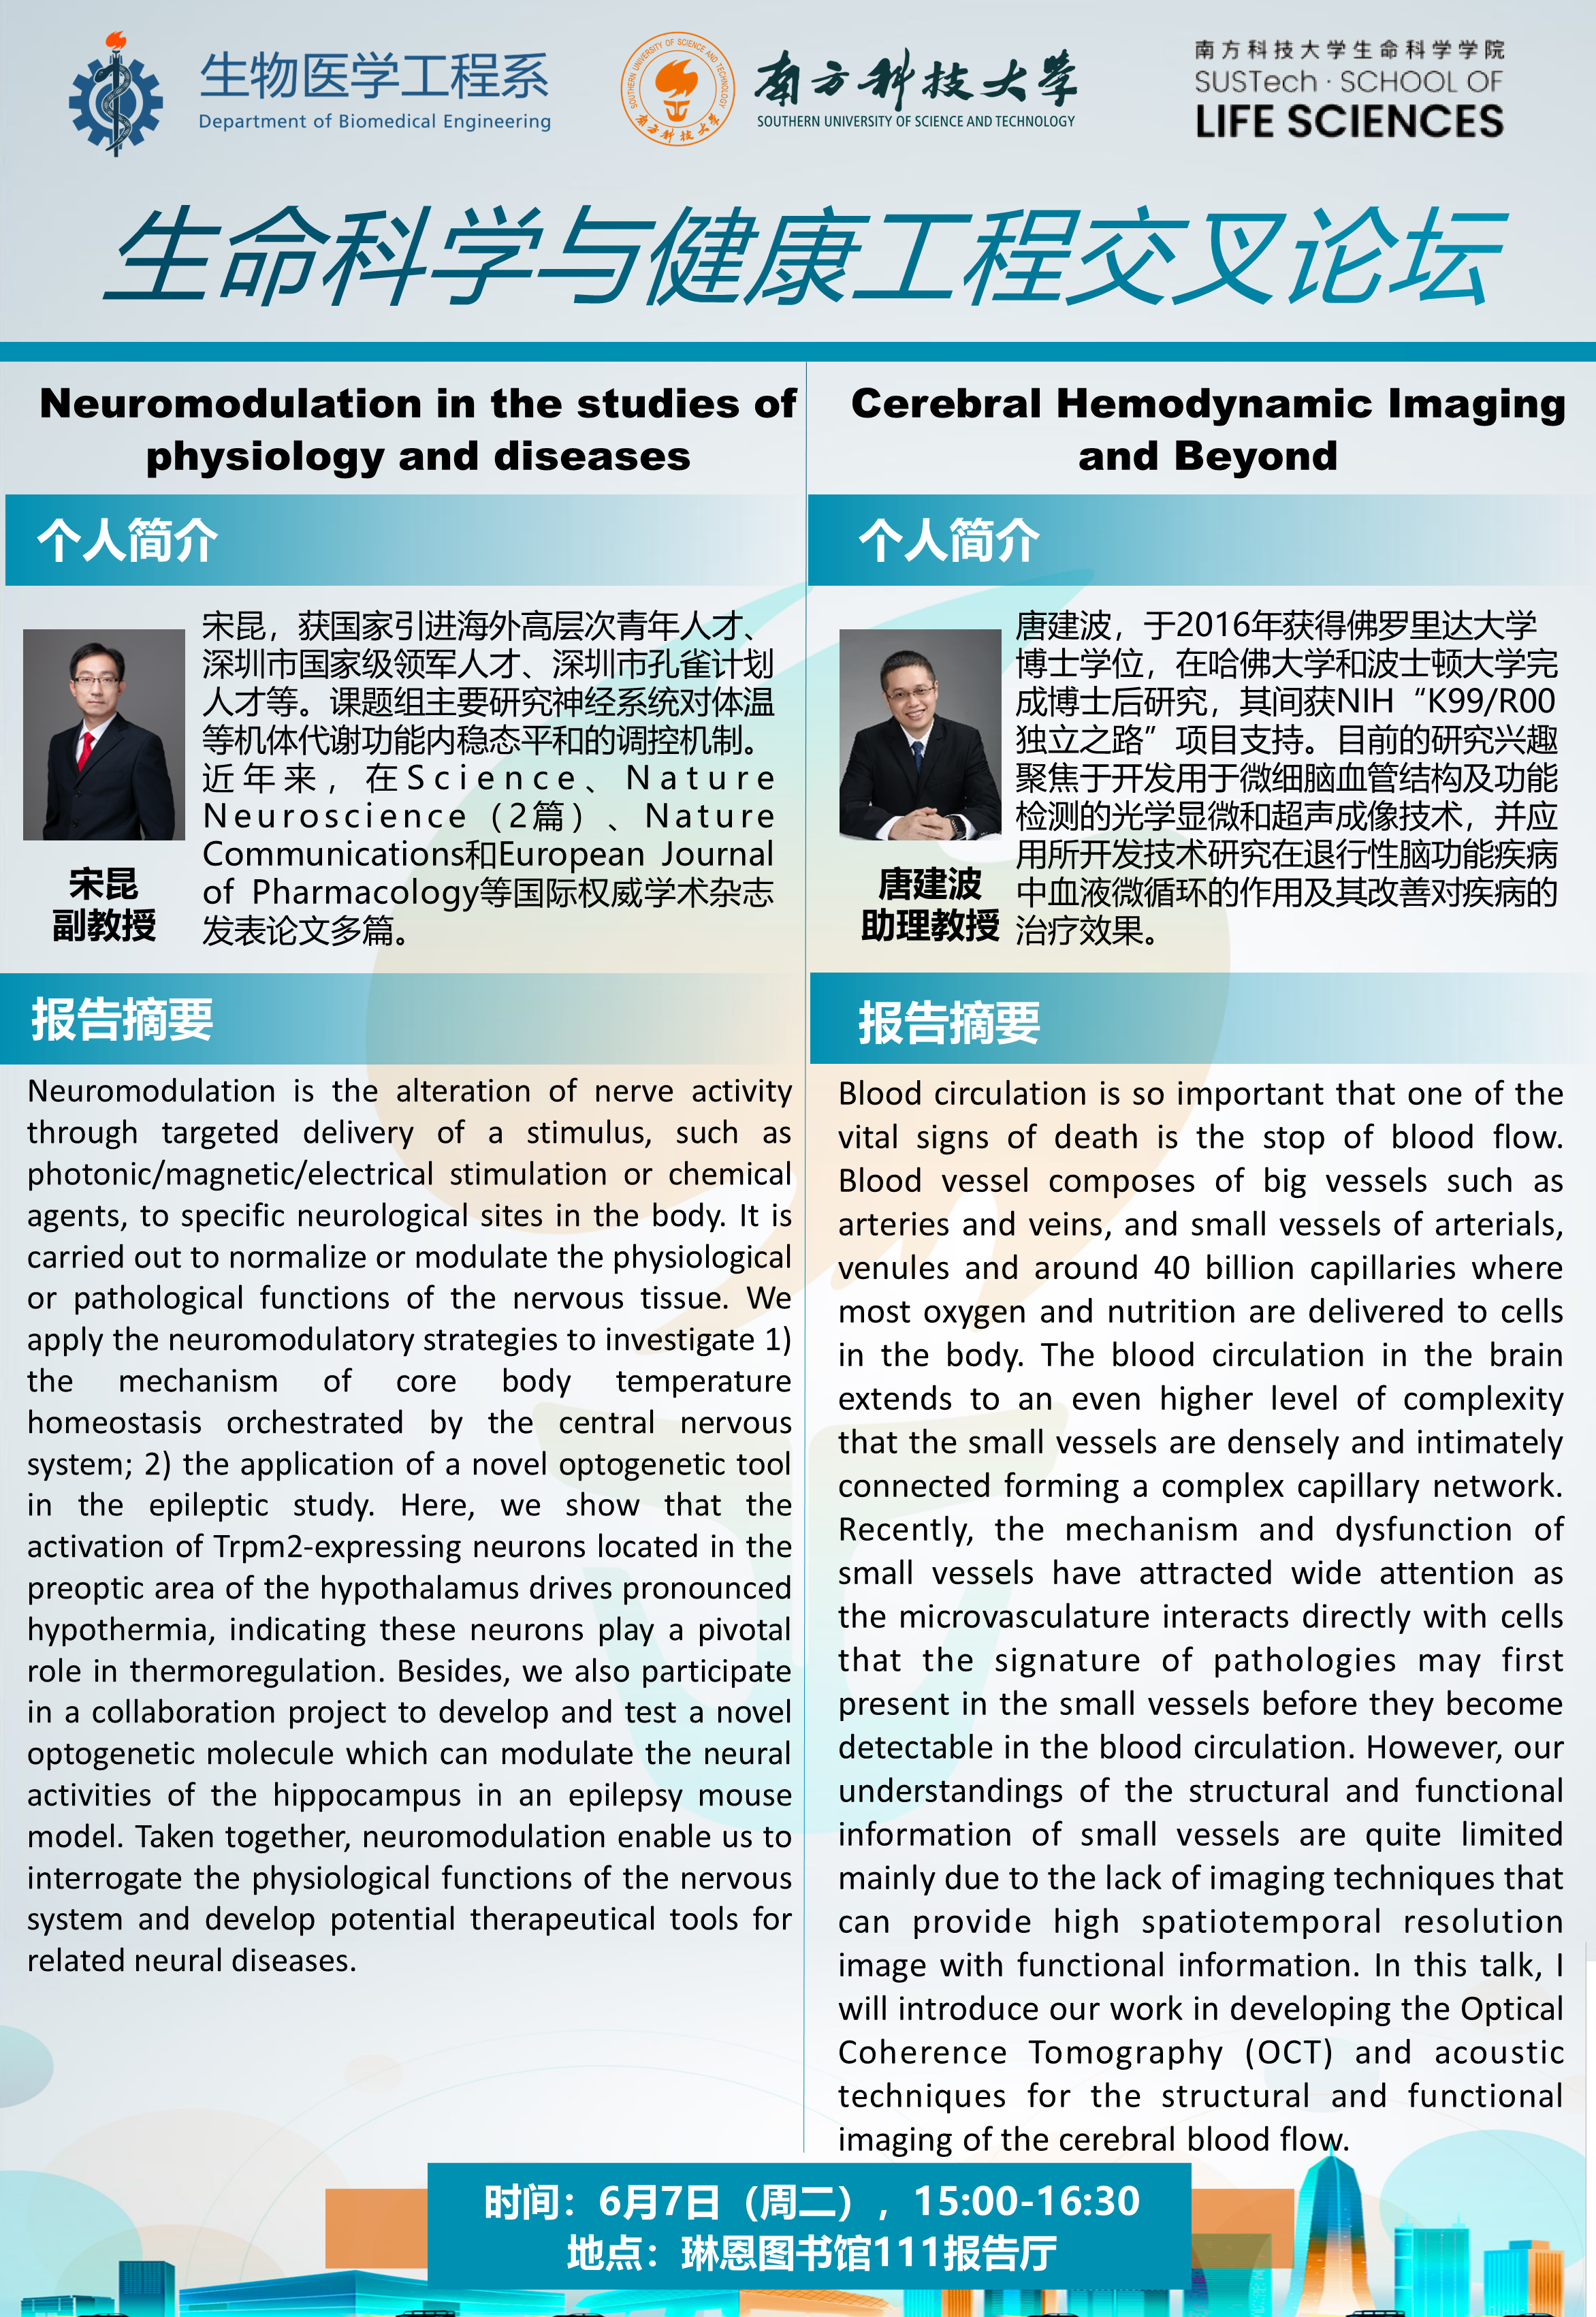 生物医学工程系
Department of Biomedical Engineering
SOUTHERN UNIVERSITY OF SCIENCE AND TECHNOLOGY
南方科技大学
南方科技大学
SOUTHERN UNIVERSITY OF SCIENCE AND TECHNOLOGY
南方科技大学生命科学学院
SUSTech · SCHOOL OF
LIFE SCIENCES
生命科学与健康工程交叉论坛
Neuromodulation in the studies of
physiology and diseases
个人简介
宋昆，获国家引进海外高层次青年人才、
深圳市国家级领军人才、深圳市孔雀计划
人才等。课题组主要研究神经系统对体温
等机体代谢功能内稳态平和的调控机制。
近年来，在Science、Nature
Neuroscience（2篇）、Nature
Communications和European Journal
of Pharmacology等国际权威学术杂志
发表论文多篇。
宋昆
副教授
报告摘要
Neuromodulation is the alteration of nerve activity
through targeted delivery of a stimulus, such as
photonic/magnetic/electrical stimulation or chemical
agents, to specific neurological sites in the body. It is
carried out to normalize or modulate the physiological
or pathological functions of the nervous tissue. We
apply the neuromodulatory strategies to investigate 1)
the mechanism of core body temperature
homeostasis orchestrated by the central nervous
system; 2) the application of a novel optogenetic tool
in the epileptic study. Here, we show that the
activation of Trpm2-expressing neurons located in the
preoptic area of the hypothalamus drives pronounced
hypothermia, indicating these neurons play a pivotal
role in thermoregulation. Besides, we also participate
in a collaboration project to develop and test a novel
optogenetic molecule which can modulate the neural
activities of the hippocampus in an epilepsy mouse
model. Taken together, neuromodulation enable us to
interrogate the physiological functions of the nervous
system and develop potential therapeutical tools for
related neural diseases.
Cerebral Hemodynamic Imaging
and Beyond
个人简介
唐建波，于2016年获得佛罗里达大学
博士学位，在哈佛大学和波士顿大学完
成博士后研究，其间获NIH“K99/R00
独立之路”项目支持。目前的研究兴趣
聚焦于开发用于微细脑血管结构及功能
检测的光学显微和超声成像技术，并应
用所开发技术研究在退行性脑功能疾病
中血液微循环的作用及其改善对疾病的
治疗效果。
唐建波
助理教授
报告摘要
Blood circulation is so important that one of the
vital signs of death is the stop of blood flow.
Blood vessel composes of big vessels such as
arteries and veins, and small vessels of arterials,
venules and around 40 billion capillaries where
most oxygen and nutrition are delivered to cells
in the body. The blood circulation in the brain
extends to an even higher level of complexity
that the small vessels are densely and intimately
connected forming a complex capillary network.
Recently, the mechanism and dysfunction of
small vessels have attracted wide attention as
the microvasculature interacts directly with cells
that the signature of pathologies may first
present in the small vessels before they become
detectable in the blood circulation. However, our
understandings of the structural and functional
information of small vessels are quite limited
mainly due to the lack of imaging techniques that
can provide high spatiotemporal resolution
image with functional information. In this talk, I
will introduce our work in developing the Optical
Coherence Tomography (OCT) and acoustic
techniques for the structural and functional
imaging of the cerebral blood flow.
时间：6月7日（周二），15:00-16:30
地点：琳恩图书馆111报告厅